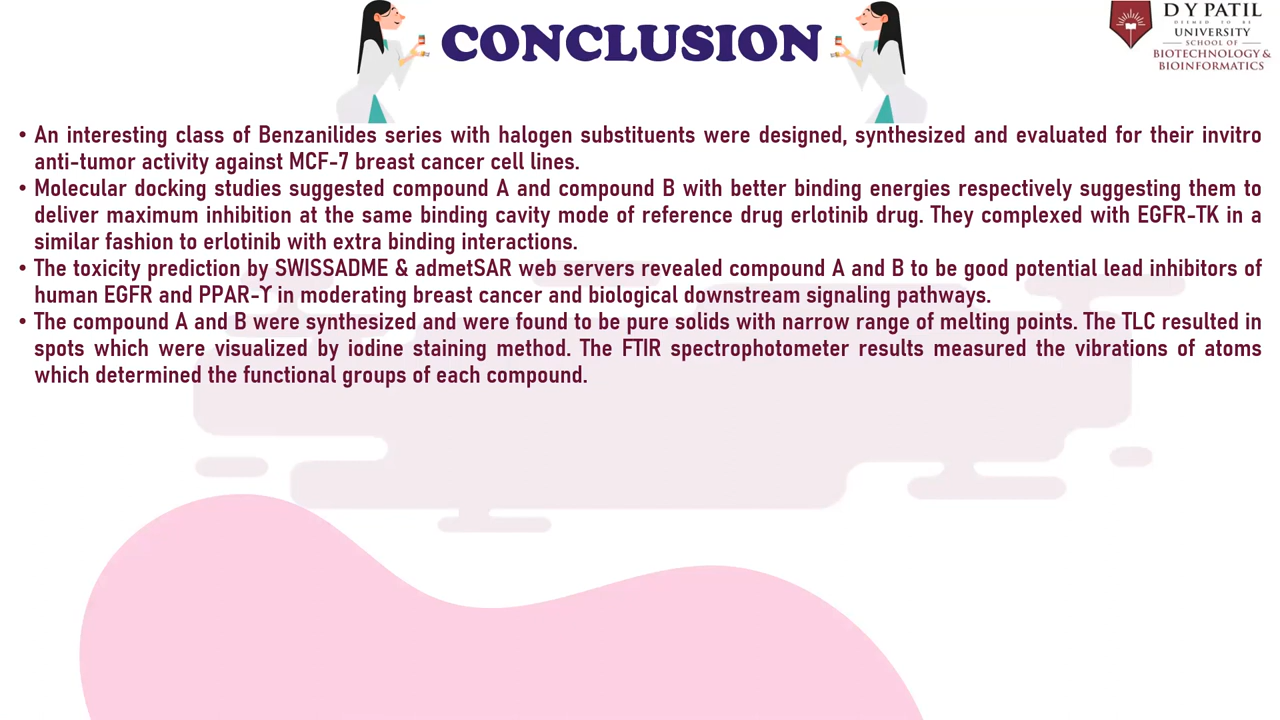 CONCLUSION
D Y PATIL
DEEMED TO BE
UNIVERSITY
SCHOOL OF
BIOTECHNOLOGY &
BIOINFORMATICS
• An interesting class of Benzanilides series with halogen substituents were designed, synthesized and evaluated for their invitro
anti-tumor activity against MCF-7 breast cancer cell lines.
• Molecular docking studies suggested compound A and compound B with better binding energies respectively suggesting them to
deliver maximum inhibition at the same binding cavity mode of reference drug erlotinib drug. They complexed with EGFR-TK in a
similar fashion to erlotinib with extra binding interactions.
• The toxicity prediction by SWISSADME & admetSAR web servers revealed compound A and B to be good potential lead inhibitors of
human EGFR and PPAR-ϒ in moderating breast cancer and biological downstream signaling pathways.
• The compound A and B were synthesized and were found to be pure solids with narrow range of melting points. The TLC resulted in
spots which were visualized by iodine staining method. The FTIR spectrophotometer results measured the vibrations of atoms
which determined the functional groups of each compound.